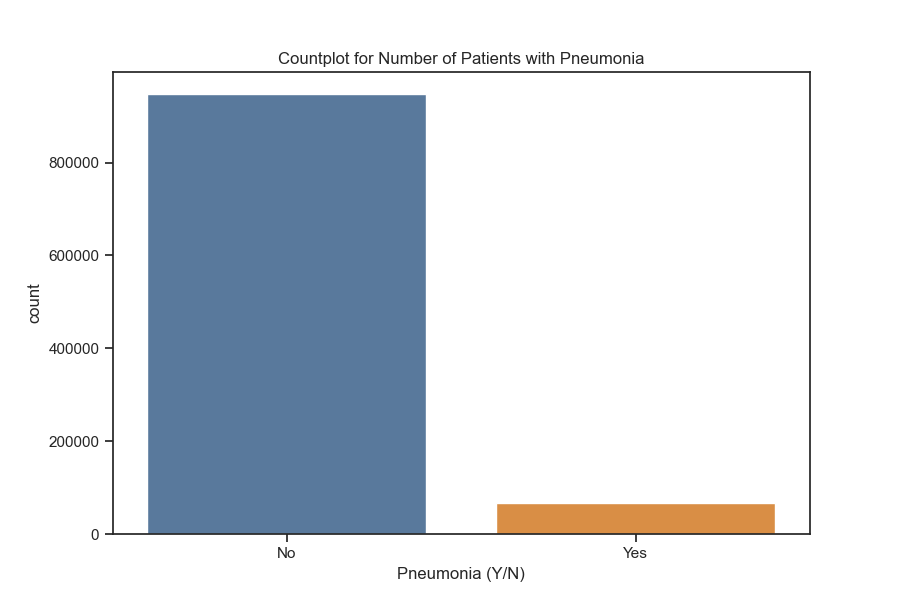 Countplot for Number of Patients with Pneumonia
800000
600000
400000
200000
0
count
No
Yes
Pneumonia (Y/N)